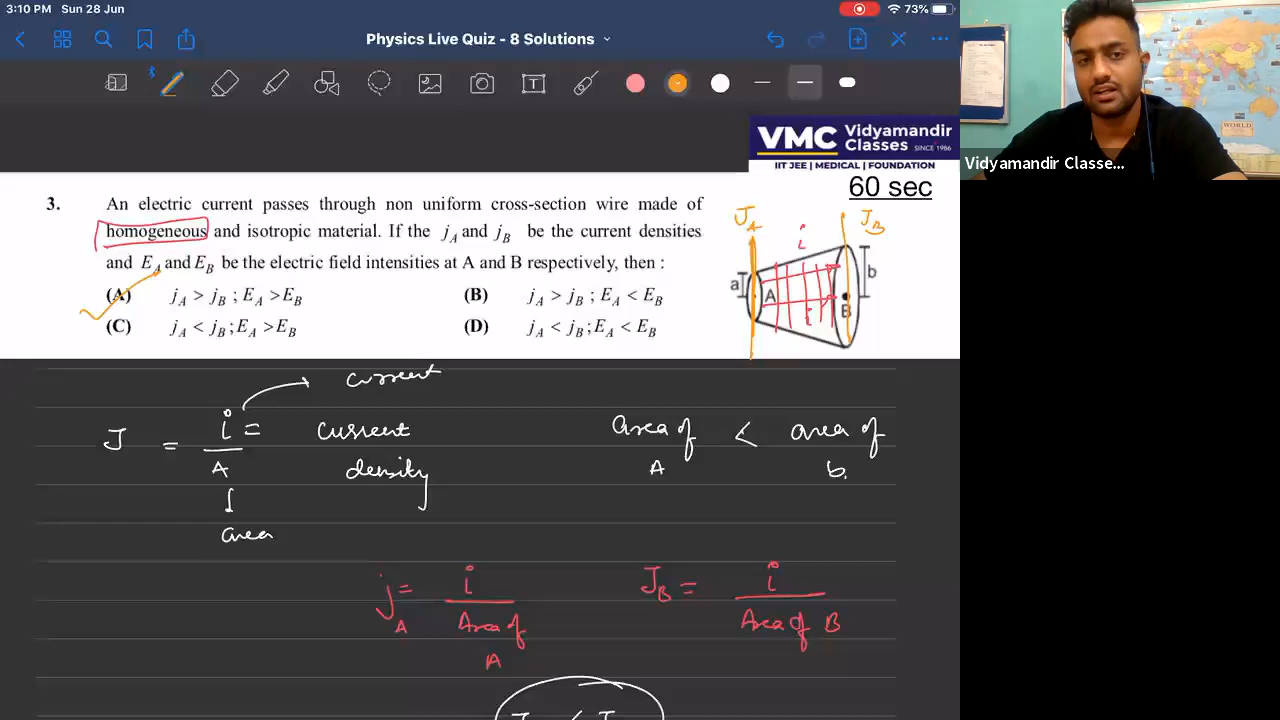 3:10 PM Sun 28 Jun
73%
Physics Live Quiz - 8 Solutions
VMC Vidyamandir Classes SINCE 1986
IIT JEE | MEDICAL | FOUNDATION
WORLD
Vidyamandir Classe...
60 sec
3. An electric current passes through non uniform cross-section wire made of
homogeneous and isotropic material. If the j_A and j_B be the current densities
and E_A and E_B be the electric field intensities at A and B respectively, then :
(A) j_A > j_B ; E_A > E_B (B) j_A > j_B ; E_A < E_B
(C) j_A < j_B ; E_A > E_B (D) j_A < j_B ; E_A < E_B
J_A J_B
i
a A b
B
current
J = i = current density
A
area
area of A < area of b.
j_A = i / Area of A
J_B = i / Area of B